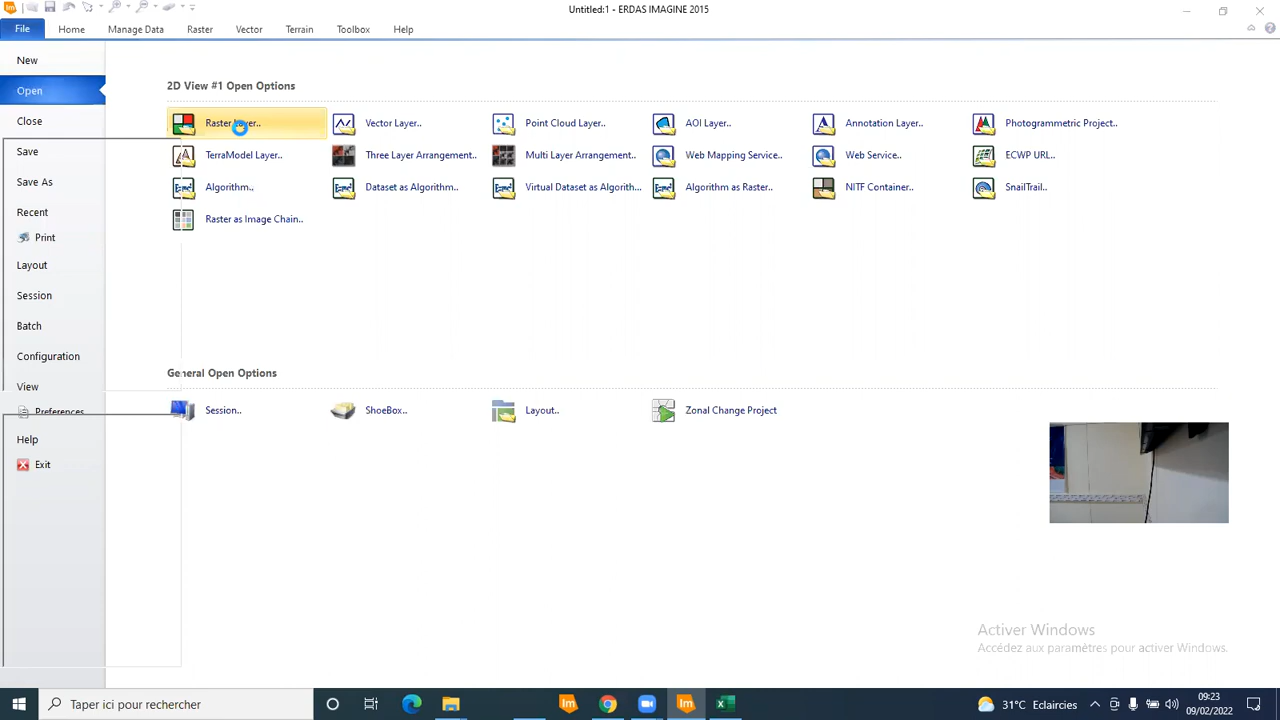 Untitled:1 - ERDAS IMAGINE 2015
File Home Manage Data Raster Vector Terrain Toolbox Help
New
Open
Close
Save
Save As
Recent
Print
Layout
Session
Batch
Configuration
View
Preferences
Help
Exit
2D View #1 Open Options
Raster Layer.. Vector Layer.. Point Cloud Layer.. AOI Layer.. Annotation Layer.. Photogrammetric Project..
TerraModel Layer.. Three Layer Arrangement.. Multi Layer Arrangement.. Web Mapping Service.. Web Service.. ECWP URL..
Algorithm.. Dataset as Algorithm.. Virtual Dataset as Algorith... Algorithm as Raster.. NITF Container.. SnailTrail..
Raster as Image Chain..
General Open Options
Session.. ShoeBox.. Layout.. Zonal Change Project
Activer Windows
Accédez aux paramètres pour activer Windows.
Taper ici pour rechercher
31°C Eclaircies
09:23
09/02/2022